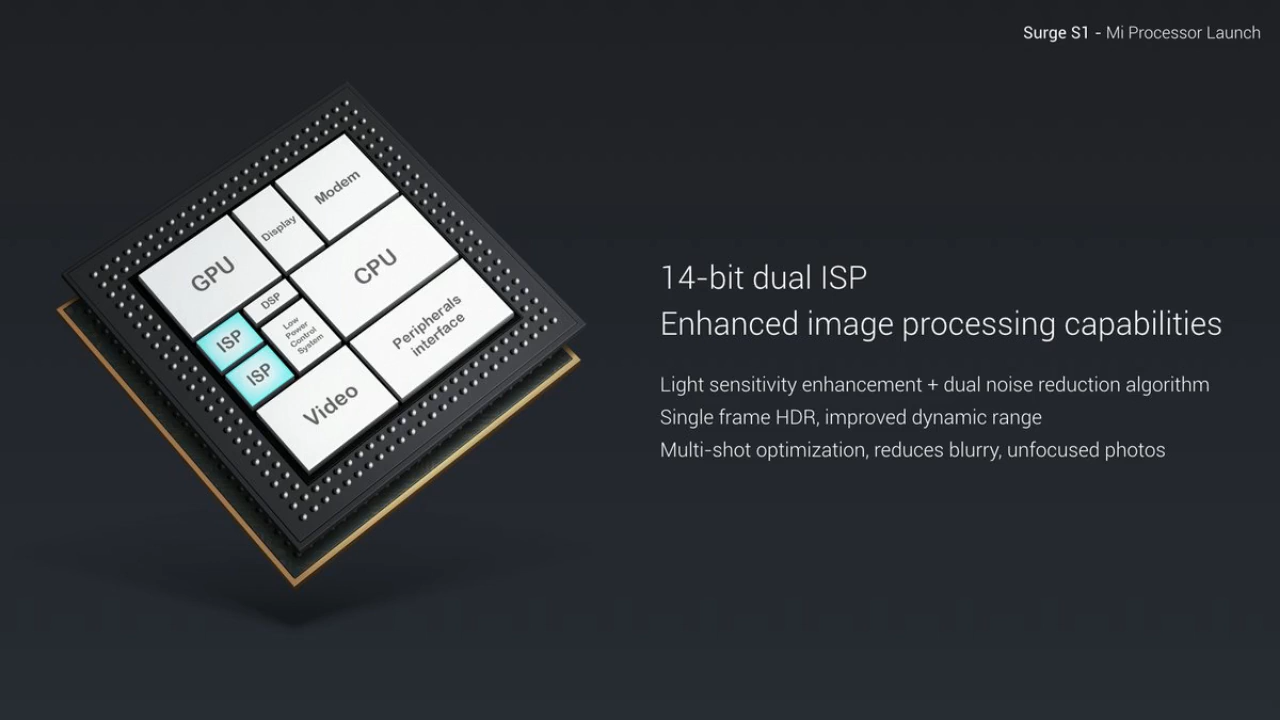 Surge S1 - Mi Processor Launch
Modem
Display
GPU
CPU
DSP
ISP
Low
Power
Control
System
Peripherals
interface
ISP
Video
14-bit dual ISP
Enhanced image processing capabilities
Light sensitivity enhancement + dual noise reduction algorithm
Single frame HDR, improved dynamic range
Multi-shot optimization, reduces blurry, unfocused photos